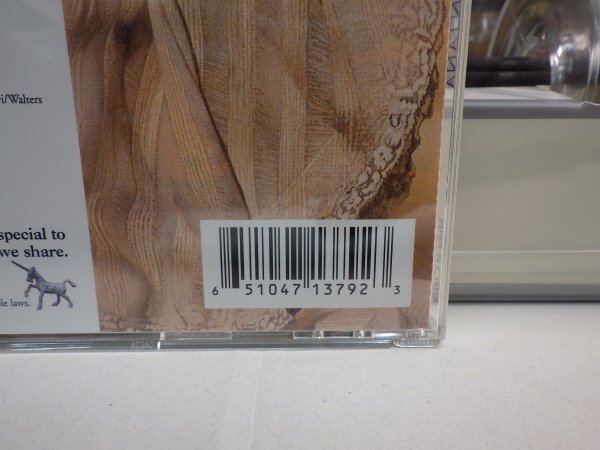 i/Walters
special to
we share.
le laws.
6 51047 13792 3